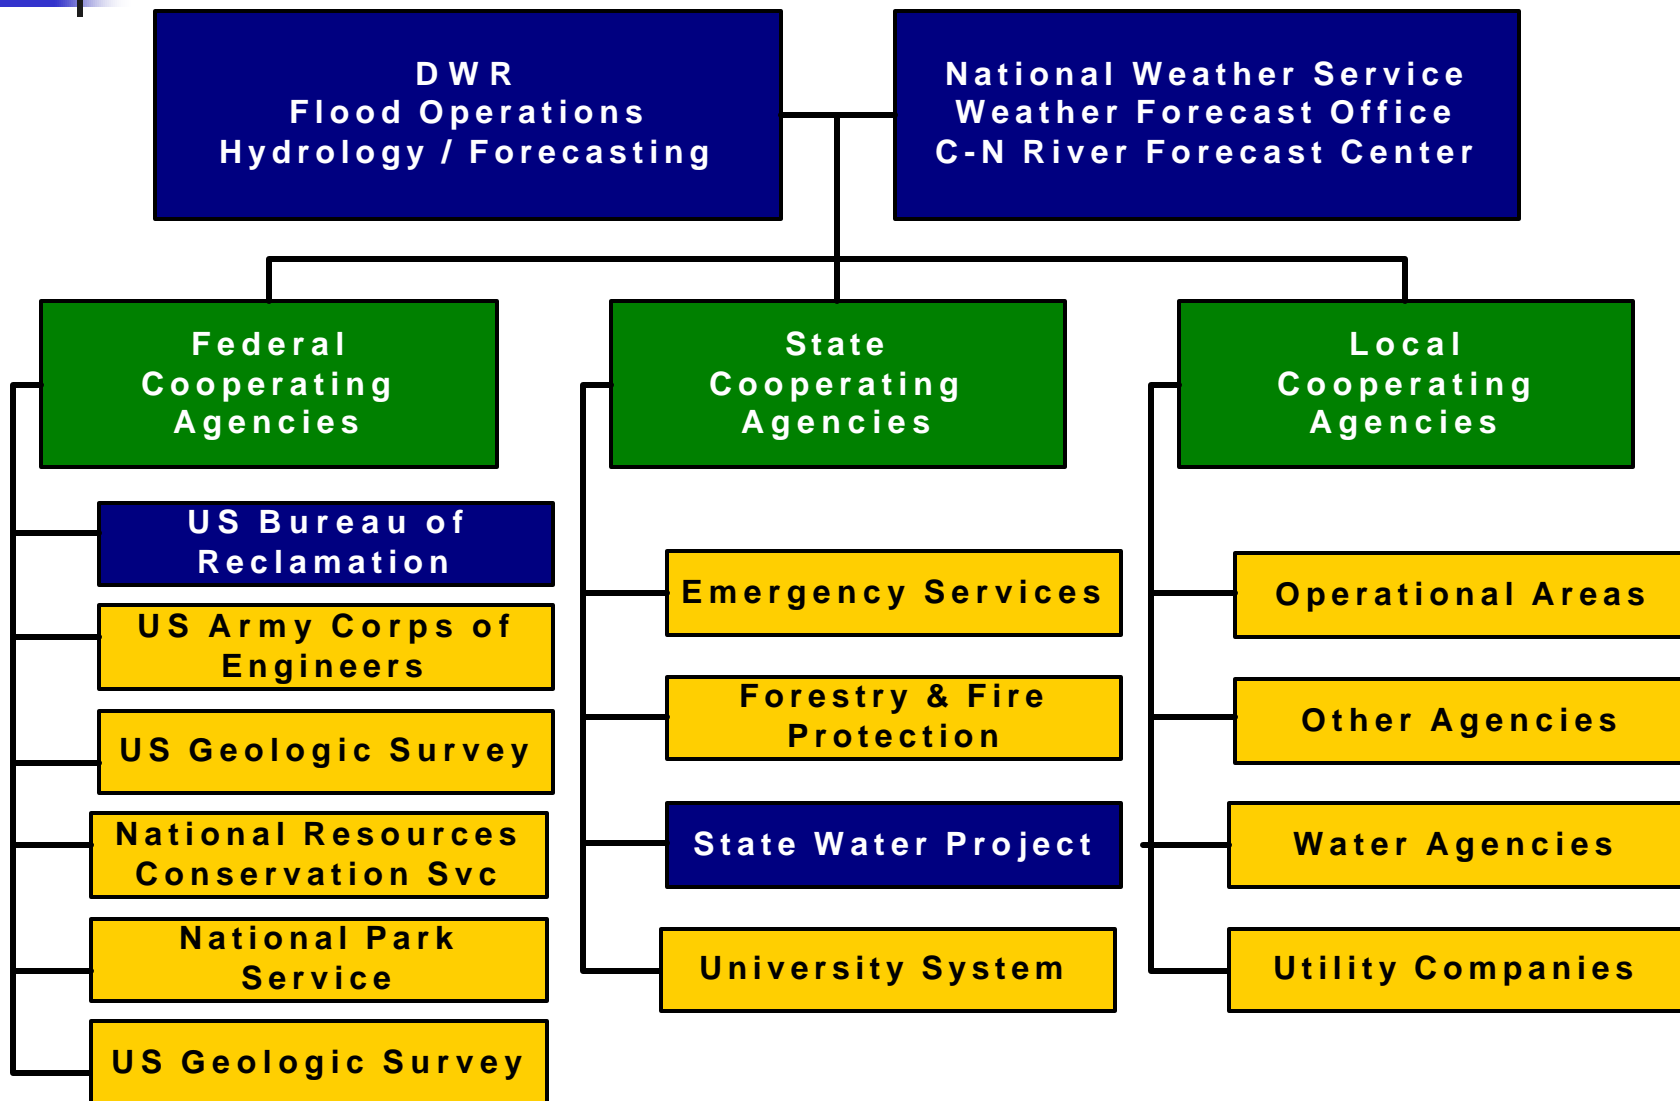 DWR
Flood Operations
Hydrology / Forecasting
National Weather Service
Weather Forecast Office
C-N River Forecast Center
Federal
Cooperating
Agencies
US Bureau of
Reclamation
US Army Corps of
Engineers
US Geologic Survey
National Resources
Conservation Svc
National Park
Service
US Geologic Survey
State
Cooperating
Agencies
Emergency Services
Forestry & Fire
Protection
State Water Project
University System
Local
Cooperating
Agencies
Operational Areas
Other Agencies
Water Agencies
Utility Companies